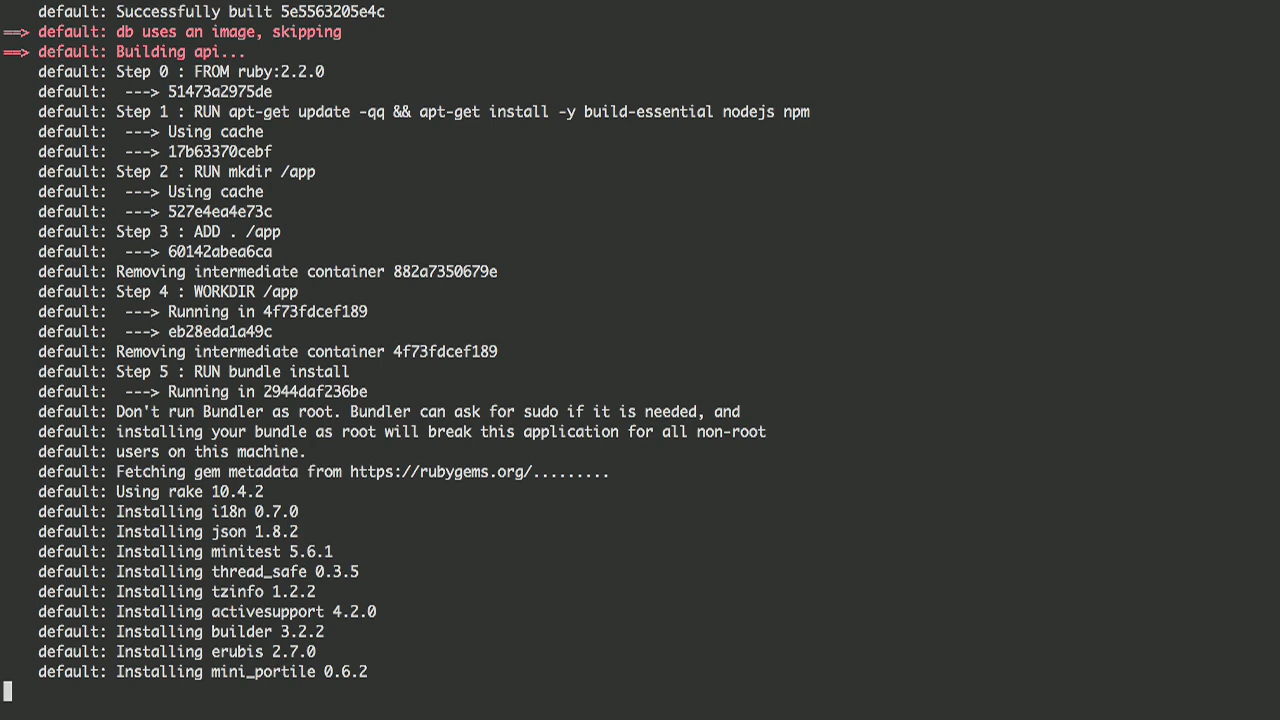 default: Successfully built 5e5563205e4c
==> default: db uses an image, skipping
==> default: Building api...
default: Step 0 : FROM ruby:2.2.0
default: ---> 51473a2975de
default: Step 1 : RUN apt-get update -qq && apt-get install -y build-essential nodejs npm
default: ---> Using cache
default: ---> 17b63370cebf
default: Step 2 : RUN mkdir /app
default: ---> Using cache
default: ---> 527e4ea4e73c
default: Step 3 : ADD . /app
default: ---> 60142abea6ca
default: Removing intermediate container 882a7350679e
default: Step 4 : WORKDIR /app
default: ---> Running in 4f73fdcef189
default: ---> eb28eda1a49c
default: Removing intermediate container 4f73fdcef189
default: Step 5 : RUN bundle install
default: ---> Running in 2944daf236be
default: Don't run Bundler as root. Bundler can ask for sudo if it is needed, and
default: installing your bundle as root will break this application for all non-root
default: users on this machine.
default: Fetching gem metadata from https://rubygems.org/.........
default: Using rake 10.4.2
default: Installing i18n 0.7.0
default: Installing json 1.8.2
default: Installing minitest 5.6.1
default: Installing thread_safe 0.3.5
default: Installing tzinfo 1.2.2
default: Installing activesupport 4.2.0
default: Installing builder 3.2.2
default: Installing erubis 2.7.0
default: Installing mini_portile 0.6.2